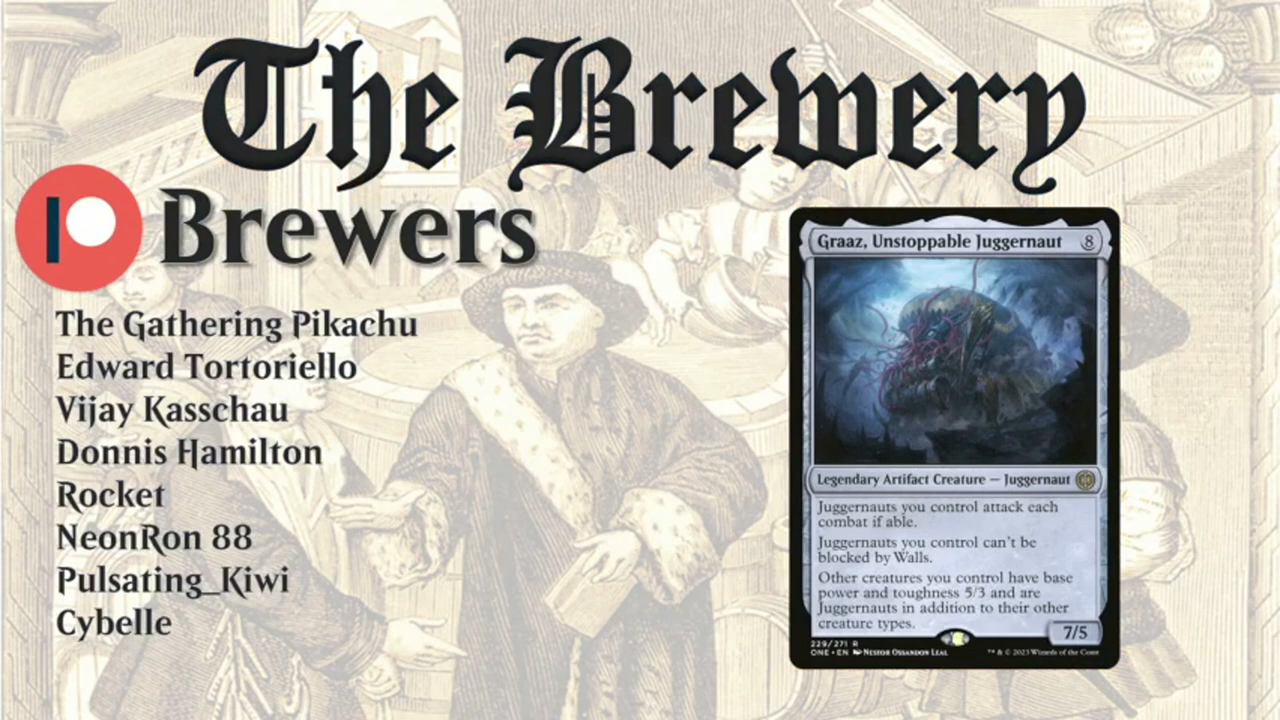 The Brewery
Brewers
The Gathering Pikachu
Edward Tortoriello
Vijay Kasschau
Donnis Hamilton
Rocket
NeonRon 88
Pulsating_Kiwi
Cybelle
Graaz, Unstoppable Juggernaut 8
Legendary Artifact Creature — Juggernaut
Juggernauts you control attack each
combat if able.
Juggernauts you control can't be
blocked by Walls.
Other creatures you control have base
power and toughness 5/3 and are
Juggernauts in addition to their other
creature types.
7/5
229/271 R
ONE • EN Nestor Ossandon Leal
™ & © 2023 Wizards of the Coast